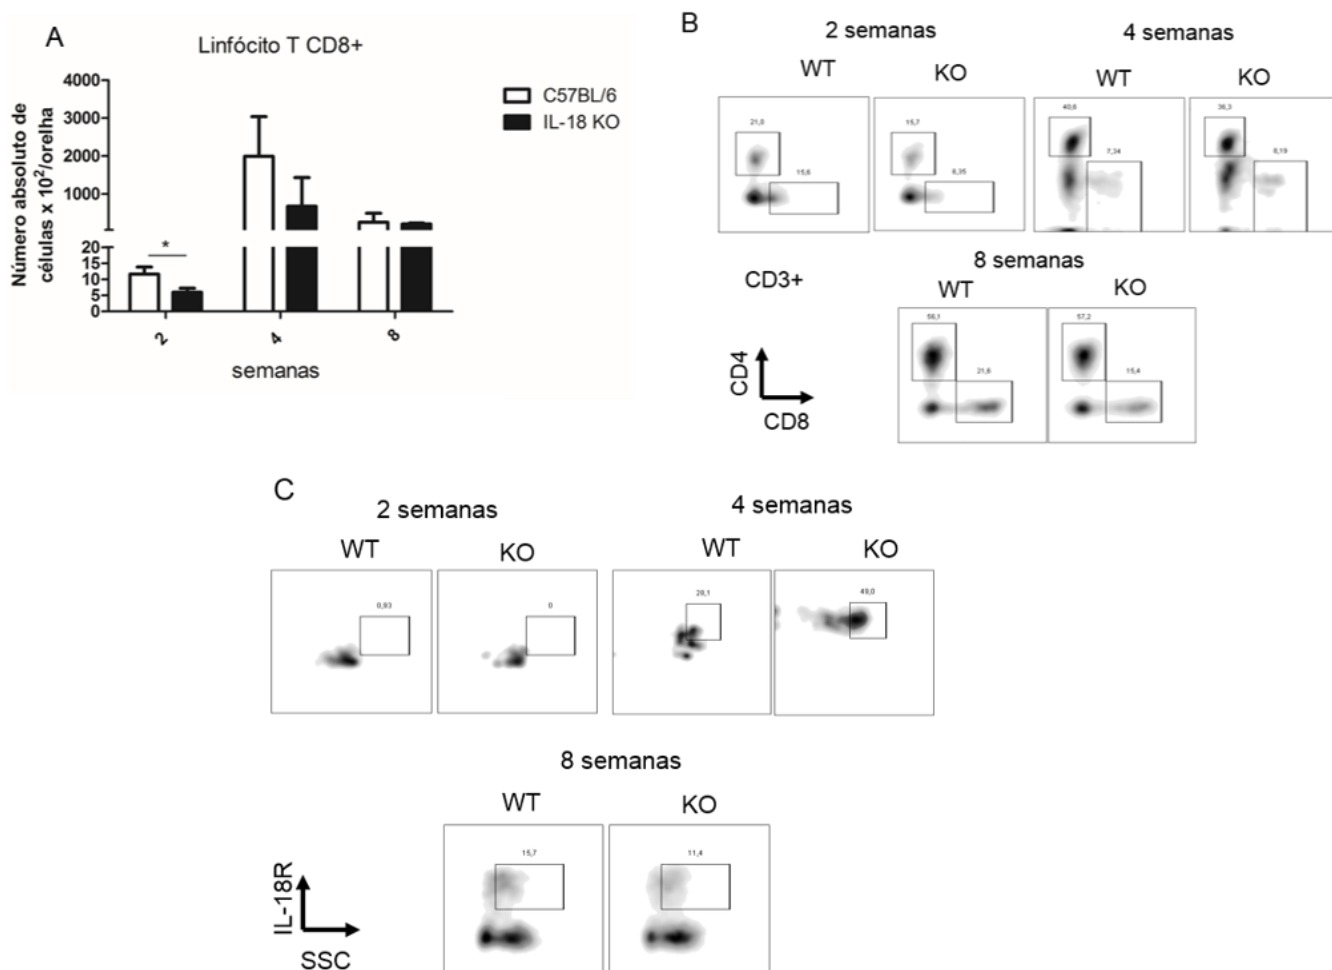 A
Linfócito T CD8+
Número absoluto de
células x 10²/orelha
4000
3000
2000
1000
20
15
10
5
0
*
2
4
8
semanas
C57BL/6
IL-18 KO
B
2 semanas
4 semanas
WT
KO
WT
KO
21,0
15,6
15,7
8,35
40,6
7,34
36,3
8,19
8 semanas
CD3+
WT
KO
56,1
21,6
57,2
15,4
CD4
CD8
C
2 semanas
4 semanas
WT
KO
WT
KO
0,93
0
28,1
49,0
8 semanas
WT
KO
15,7
11,4
IL-18R
SSC